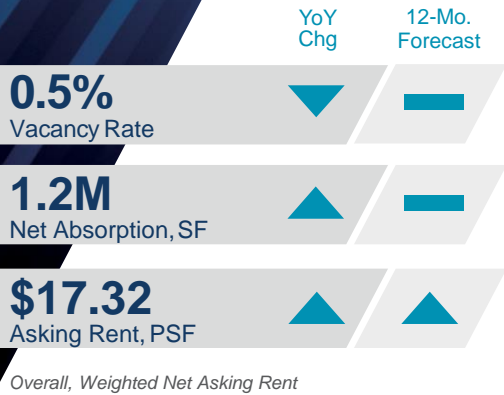 YoY 12-Mo.
Chg Forecast
0.5%
Vacancy Rate
1.2M
Net Absorption, SF
$17.32
Asking Rent, PSF
Overall, Weighted Net Asking Rent